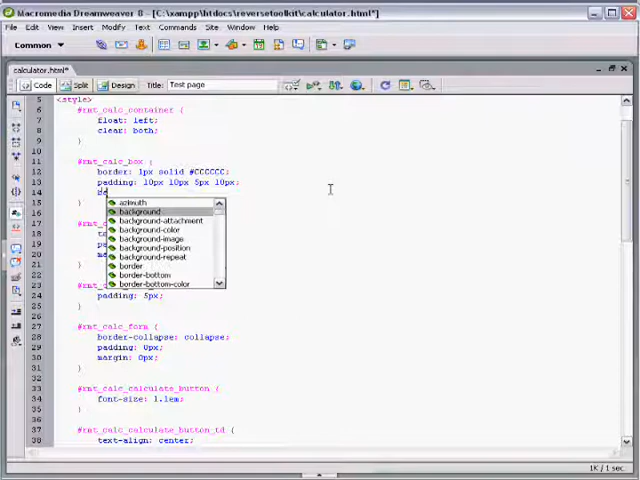 Macromedia Dreamweaver 8 - [C:\xampp\htdocs\reversetoolkit\calculator.html*]
File Edit View Insert Modify Text Commands Site Window Help
Common
calculator.html*
Code Split Design Title: Test page
5 <style>
6 #rnt_calc_container {
7 float: left;
8 clear: both;
9 }
10
11 #rnt_calc_box {
12 border: 1px solid #CCCCCC;
13 padding: 10px 10px 5px 10px;
14
azimuth
15 }
background
16
background-attachment
17 #rnt_c
background-color
18
background-image
19
background-position
20
background-repeat
21 }
border
22
border-bottom
23 #rnt_c
border-bottom-color
24 padding: 5px;
25 }
26
27 #rnt_calc_form {
28 border-collapse: collapse;
29 padding: 0px;
30 margin: 0px;
31 }
32
33 #rnt_calc_calculate_button {
34 font-size: 1.1em;
35 }
36
37 #rnt_calc_calculate_button_td {
38 text-align: center;
1K / 1 sec